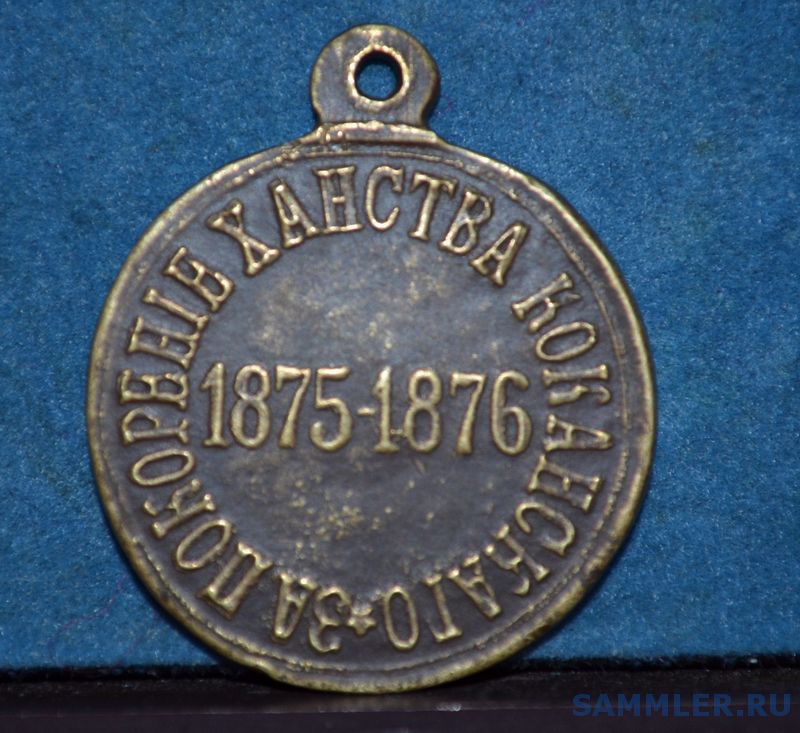 ЗА ПОКОРЕНІЕ ХАНСТВА КОКАНСКАГО
1875-1876
SAMMLER.RU